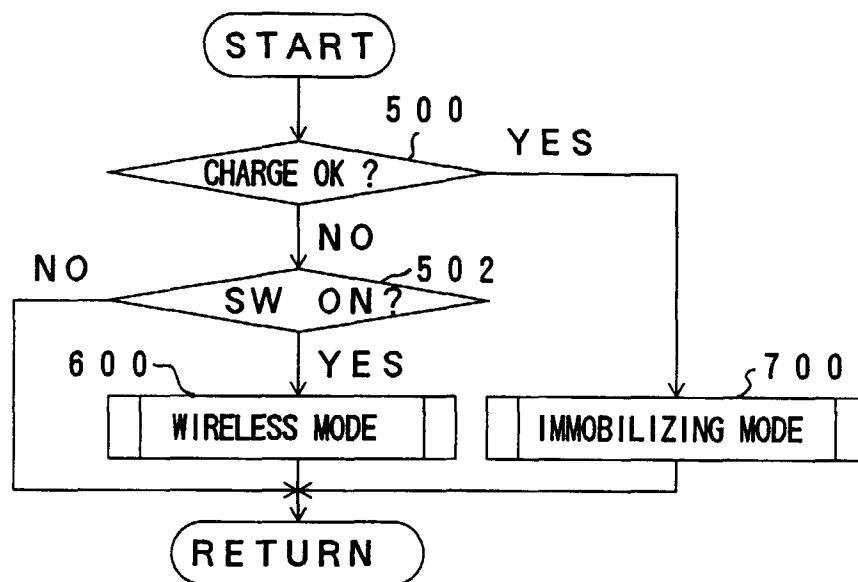 START
500
YES
CHARGE OK ?
NO
NO
502
SW ON?
600
YES
700
WIRELESS MODE
IMMOBILIZING MODE
RETURN